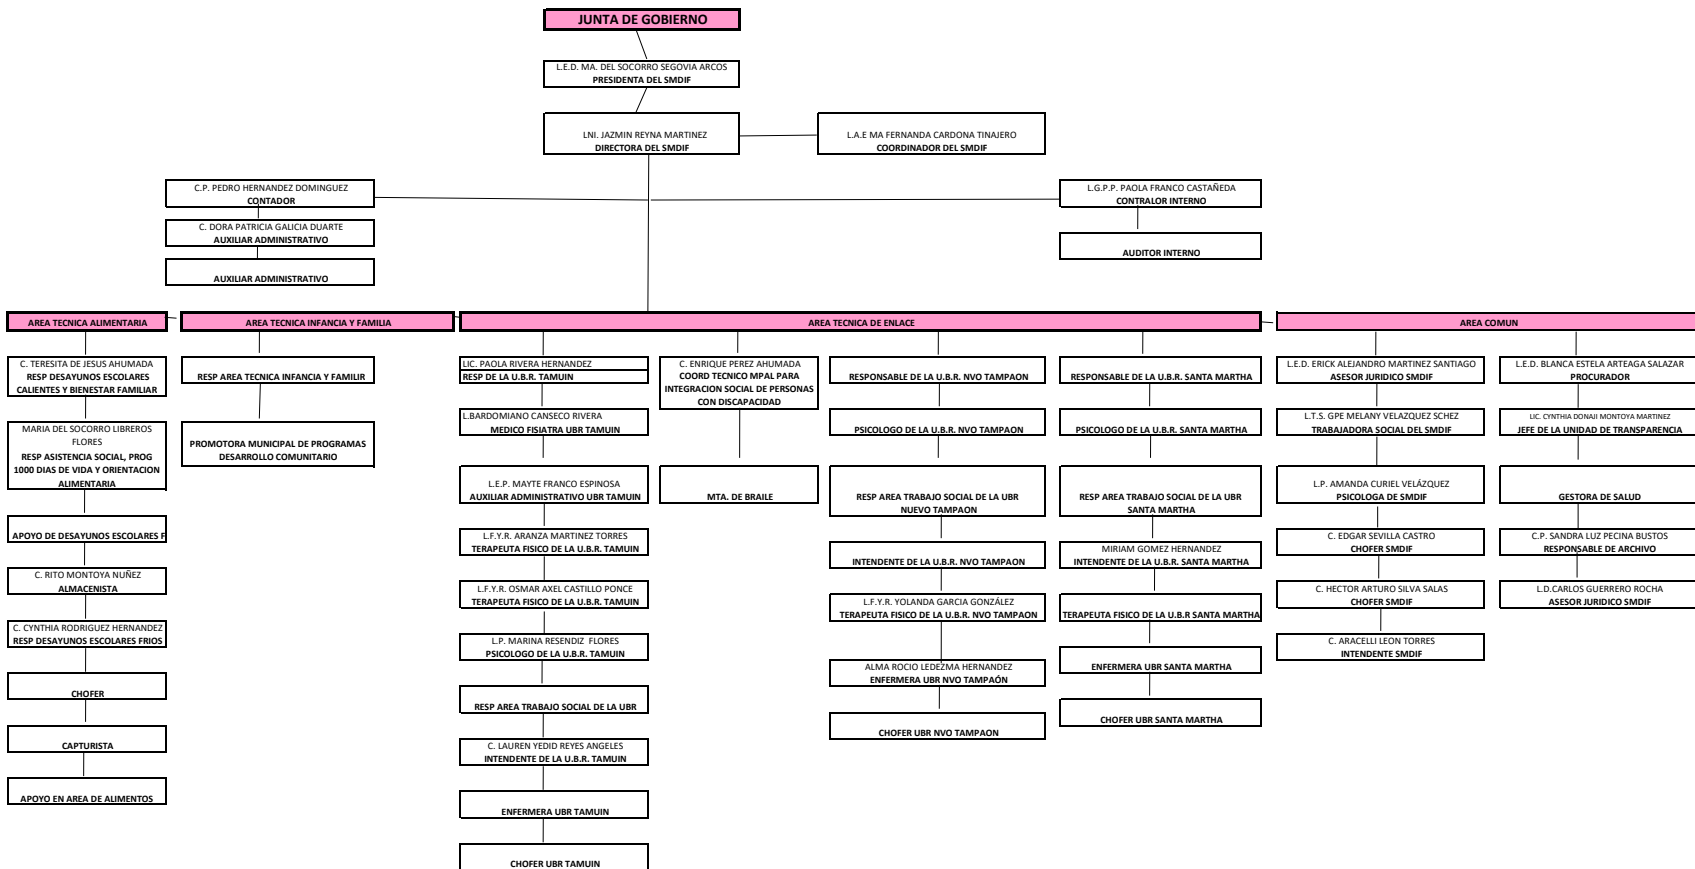 JUNTA DE GOBIERNO
L.E.D. MA. DEL SOCORRO SEGOVIA ARCOS
PRESIDENTA DEL SMDIF
LNI. JAZMIN REYNA MARTINEZ
DIRECTORA DEL SMDIF
L.A.E MA FERNANDA CARDONA TINAJERO
COORDINADOR DEL SMDIF
C.P. PEDRO HERNANDEZ DOMINGUEZ
CONTADOR
C. DORA PATRICIA GALICIA DUARTE
AUXILIAR ADMINISTRATIVO
AUXILIAR ADMINISTRATIVO
L.G.P.P. PAOLA FRANCO CASTAÑEDA
CONTRALOR INTERNO
AUDITOR INTERNO
AREA TECNICA ALIMENTARIA
C. TERESITA DE JESUS AHUMADA
RESP DESAYUNOS ESCOLARES
CALIENTES Y BIENESTAR FAMILIAR
MARIA DEL SOCORRO LIBREROS
FLORES
RESP ASISTENCIA SOCIAL, PROG
1000 DIAS DE VIDA Y ORIENTACION
ALIMENTARIA
APOYO DE DESAYUNOS ESCOLARES F
C. RITO MONTOYA NUÑEZ
ALMACENISTA
C. CYNTHIA RODRIGUEZ HERNANDEZ
RESP DESAYUNOS ESCOLARES FRIOS
CHOFER
CAPTURISTA
APOYO EN AREA DE ALIMENTOS
AREA TECNICA INFANCIA Y FAMILIA
RESP AREA TECNICA INFANCIA Y FAMILIR
PROMOTORA MUNICIPAL DE PROGRAMAS
DESARROLLO COMUNITARIO
AREA TECNICA DE ENLACE
LIC. PAOLA RIVERA HERNANDEZ
RESP DE LA U.B.R. TAMUIN
L.BARDOMIANO CANSECO RIVERA
MEDICO FISIATRA UBR TAMUIN
L.E.P. MAYTE FRANCO ESPINOSA
AUXILIAR ADMINISTRATIVO UBR TAMUIN
L.F.Y.R. ARANZA MARTINEZ TORRES
TERAPEUTA FISICO DE LA U.B.R. TAMUIN
L.F.Y.R. OSMAR AXEL CASTILLO PONCE
TERAPEUTA FISICO DE LA U.B.R. TAMUIN
L.P. MARINA RESENDIZ FLORES
PSICOLOGO DE LA U.B.R. TAMUIN
RESP AREA TRABAJO SOCIAL DE LA UBR
C. LAUREN YEDID REYES ANGELES
INTENDENTE DE LA U.B.R. TAMUIN
ENFERMERA UBR TAMUIN
CHOFER UBR TAMUIN
C. ENRIQUE PEREZ AHUMADA
COORD TECNICO MPAL PARA
INTEGRACION SOCIAL DE PERSONAS
CON DISCAPACIDAD
MTA. DE BRAILE
RESPONSABLE DE LA U.B.R. NVO TAMPAON
PSICOLOGO DE LA U.B.R. NVO TAMPAON
RESP AREA TRABAJO SOCIAL DE LA UBR
NUEVO TAMPAON
INTENDENTE DE LA U.B.R. NVO TAMPAON
L.F.Y.R. YOLANDA GARCIA GONZÁLEZ
TERAPEUTA FISICO DE LA U.B.R. NVO TAMPAON
ALMA ROCIO LEDEZMA HERNANDEZ
ENFERMERA UBR NVO TAMPAÓN
CHOFER UBR NVO TAMPAON
RESPONSABLE DE LA U.B.R. SANTA MARTHA
PSICOLOGO DE LA U.B.R. SANTA MARTHA
RESP AREA TRABAJO SOCIAL DE LA UBR
SANTA MARTHA
MIRIAM GOMEZ HERNANDEZ
INTENDENTE DE LA U.B.R. SANTA MARTHA
TERAPEUTA FISICO DE LA U.B.R SANTA MARTHA
ENFERMERA UBR SANTA MARTHA
CHOFER UBR SANTA MARTHA
AREA COMUN
L.E.D. ERICK ALEJANDRO MARTINEZ SANTIAGO
ASESOR JURIDICO SMDIF
L.T.S. GPE MELANY VELAZQUEZ SCHEZ
TRABAJADORA SOCIAL DEL SMDIF
L.P. AMANDA CURIEL VELÁZQUEZ
PSICOLOGA DE SMDIF
C. EDGAR SEVILLA CASTRO
CHOFER SMDIF
C. HECTOR ARTURO SILVA SALAS
CHOFER SMDIF
C. ARACELLI LEON TORRES
INTENDENTE SMDIF
L.E.D. BLANCA ESTELA ARTEAGA SALAZAR
PROCURADOR
LIC. CYNTHIA DONAJI MONTOYA MARTINEZ
JEFE DE LA UNIDAD DE TRANSPARENCIA
GESTORA DE SALUD
C.P. SANDRA LUZ PECINA BUSTOS
RESPONSABLE DE ARCHIVO
L.D.CARLOS GUERRERO ROCHA
ASESOR JURIDICO SMDIF